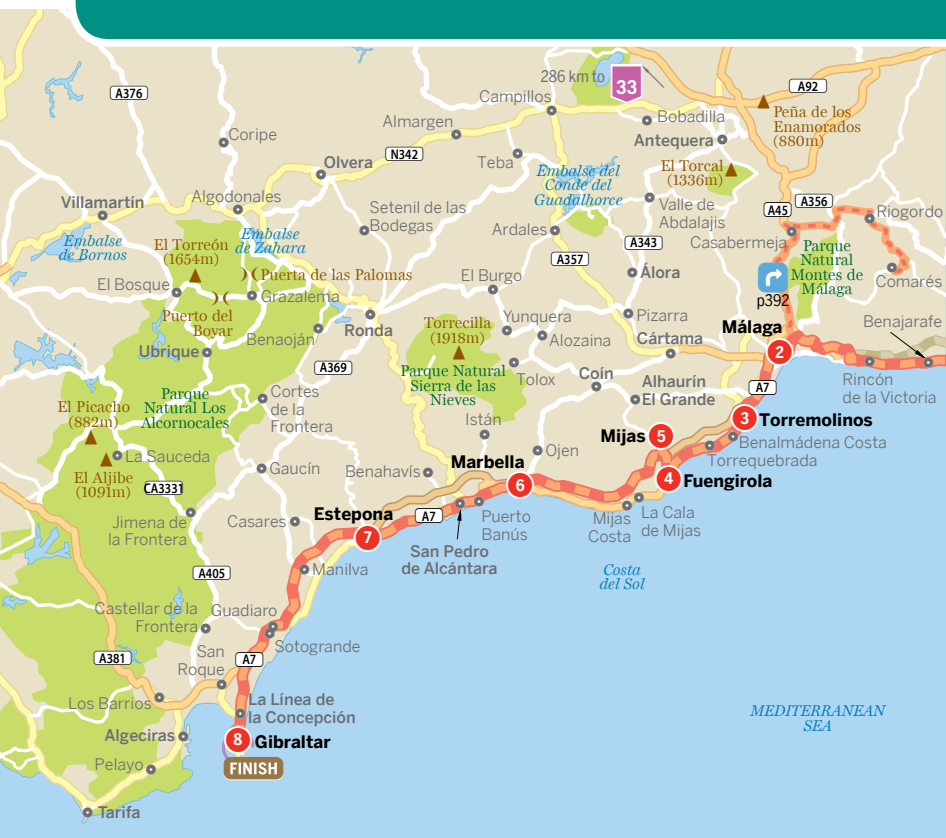 286 km to
33
A92
A376
Campillos
Peña de los
Enamorados
(880m)
Bobadilla
Almargen
Coripe
Antequera
N342
Olvera
Teba
El Torcal
(1336m)
Embalse del
Conde del
Guadalhorce
Villamartín
Algodonales
Valle de
Abdalajis
A45
A356
Riogordo
Setenil de las
Bodegas
Embalse
de Bornos
El Torreón
(1654m)
Embalse
de Zahara
Ardales
A343
Casabermeja
Parque
Natural
Montes de
Málaga
A357
Puerta de las Palomas
El Burgo
Álora
Comarés
El Bosque
Grazalema
p392
Puerto del
Boyar
Benaoján
Ronda
Torrecilla
(1918m)
Yunquera
Pizarra
Málaga
2
Benajarafe
Alozaina
Cártama
Ubrique
A369
Parque Natural
Sierra de las
Nieves
Tolox
Coín
Alhaurín
El Grande
A7
Rincón
de la Victoria
Parque
Natural Los
Alcornocales
Cortes
de la
Frontera
El Picacho
(882m)
Istán
3
Torremolinos
Mijas
5
Benalmádena Costa
Torrequebrada
La Sauceda
El Aljibe
(1091m)
Ojen
Gaucín
Benahavís
Marbella
6
4
Fuengirola
CA3331
Jimena de
la Frontera
Casares
Estepona
7
A7
Puerto
Banús
Mijas
Costa
La Cala
de Mijas
San Pedro
de Alcántara
Manilva
A405
Costa
del Sol
Castellar de la
Frontera
Guadiaro
Sotogrande
A381
San
Roque
A7
Los Barrios
La Línea de
la Concepción
MEDITERRANEAN
SEA
Algeciras
8
Gibraltar
Pelayo
FINISH
Tarifa